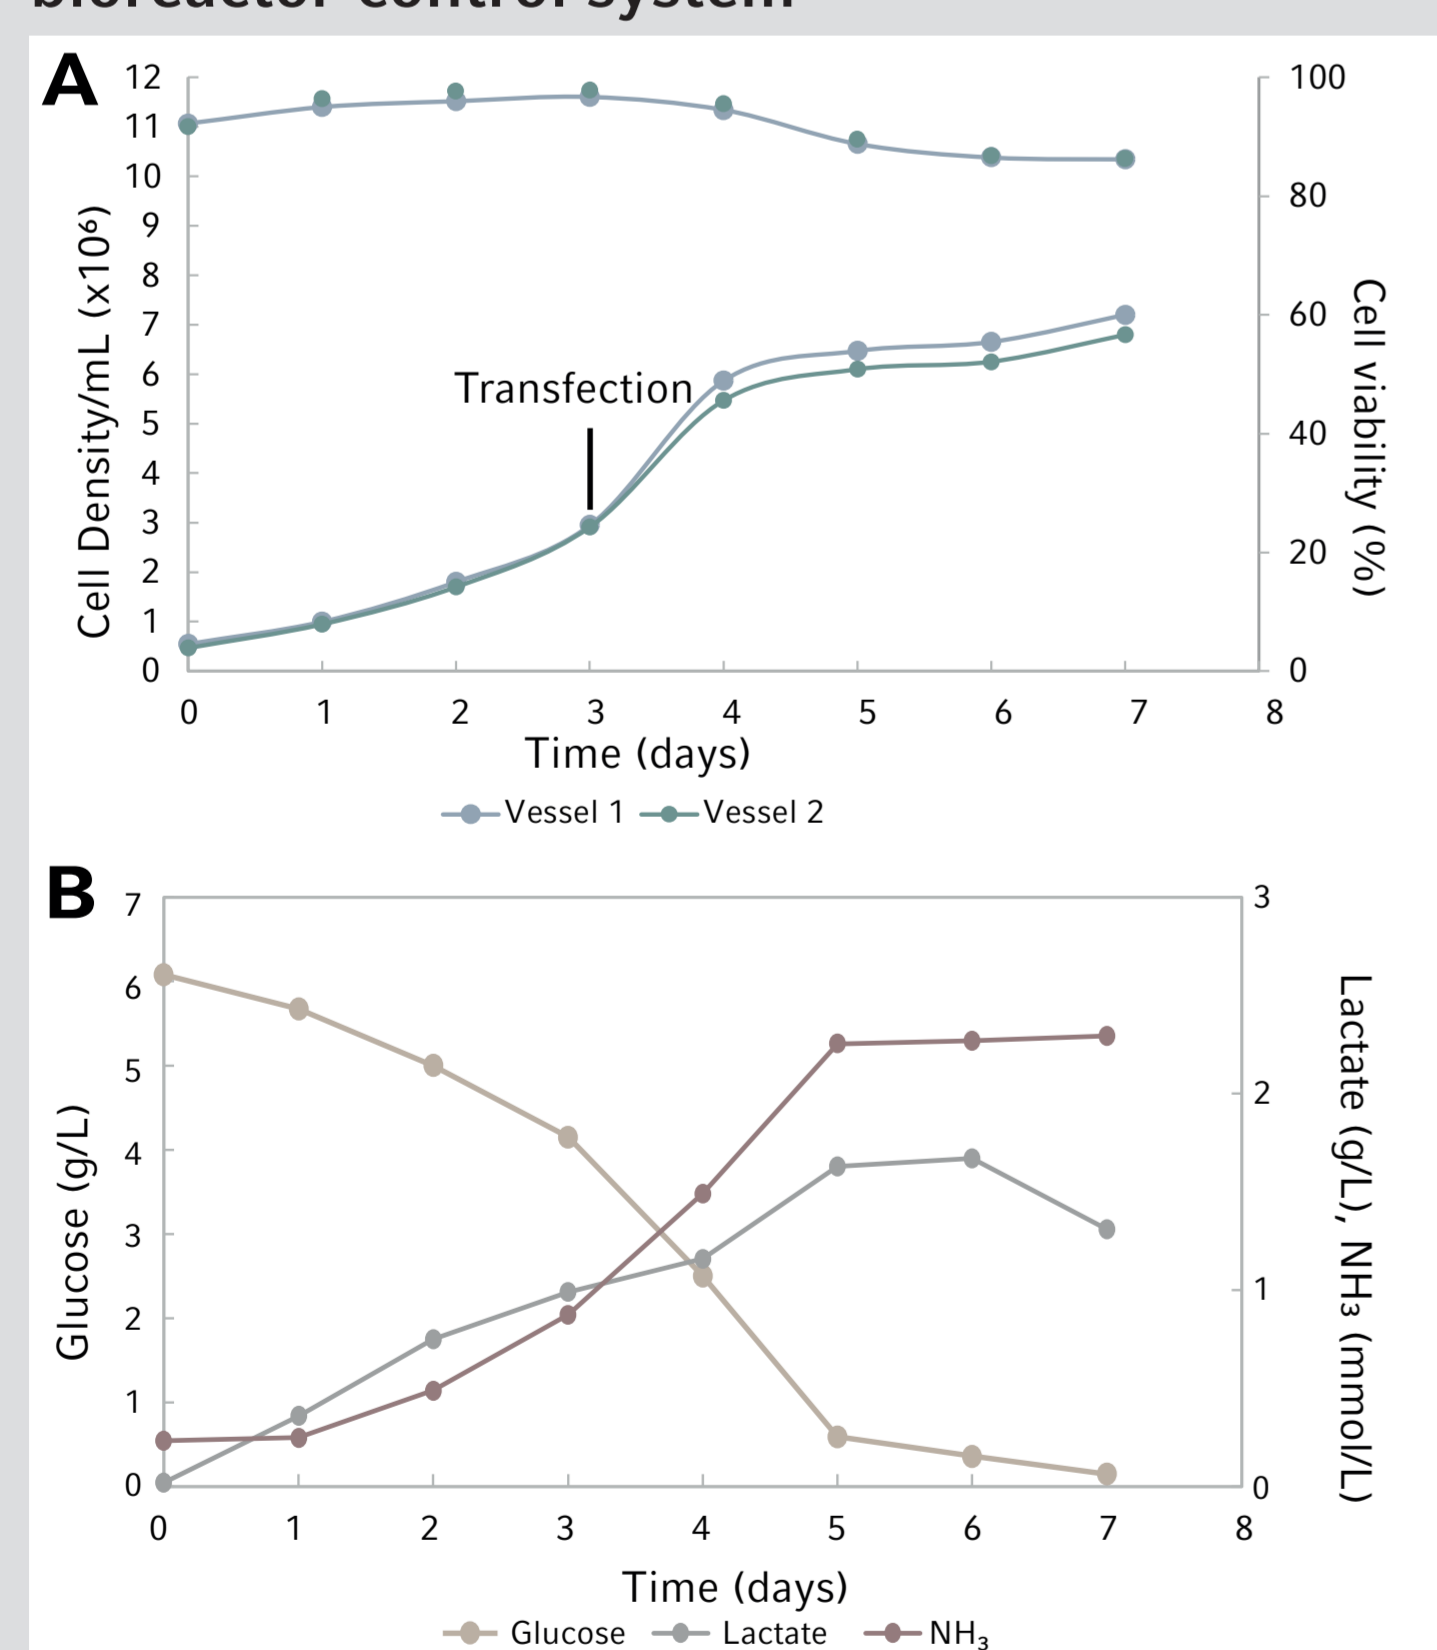 bioreactor control system
A
12
11
10
9
8
7
6
5
4
3
2
1
0
Cell Density/mL (x10⁶)
100
80
60
40
20
0
Cell viability (%)
Transfection
0 1 2 3 4 5 6 7 8
Time (days)
Vessel 1 Vessel 2
B
7
6
5
4
3
2
1
0
Glucose (g/L)
3
2
1
0
Lactate (g/L), NH₃ (mmol/L)
0 1 2 3 4 5 6 7 8
Time (days)
Glucose Lactate NH₃